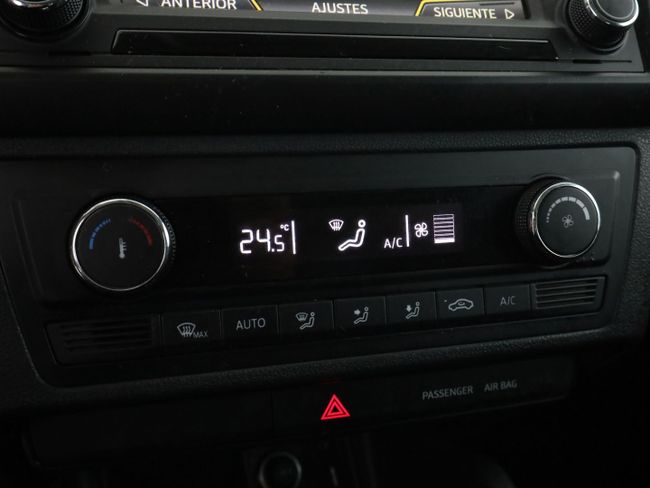 ANTERIOR AJUSTES SIGUIENTE
24.5 °C A/C
MAX AUTO A/C
PASSENGER AIR BAG